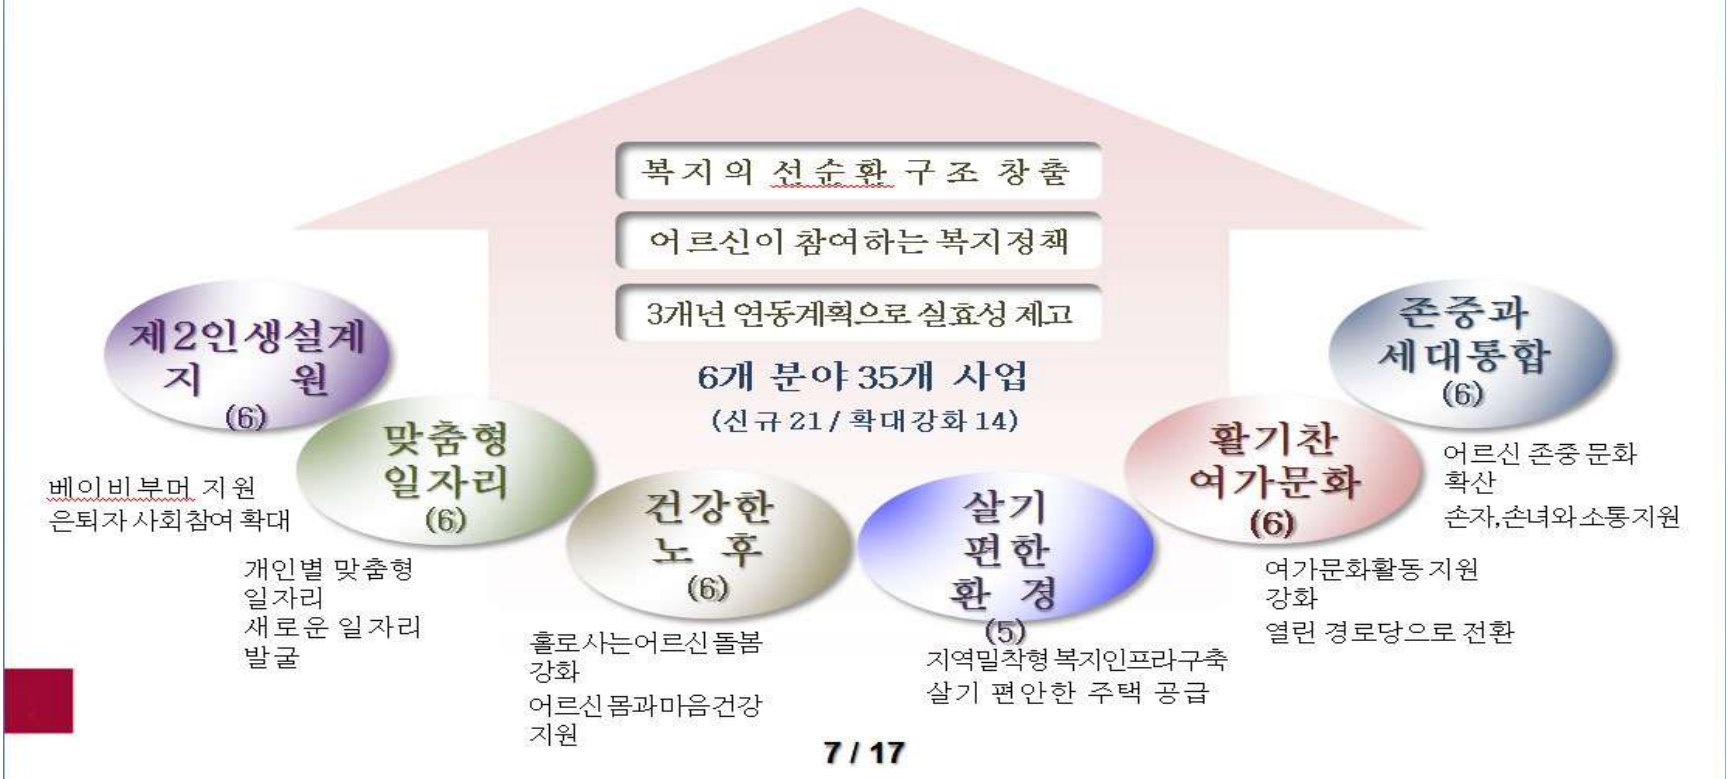 복지의 선순환 구조 창출
어르신이 참여하는 복지정책
3개년 연동계획으로 실효성 제고
6개 분야 35개 사업
(신규 21 / 확대강화 14)
제2인생설계
지 원
(6)
베이비부머 지원
은퇴자 사회참여 확대
맞춤형
일자리
(6)
개인별 맞춤형
일자리
새로운 일자리
발굴
건강한
노 후
(6)
홀로 사는 어르신 돌봄
강화
어르신 몸과 마음 건강
지원
살기
편한
환 경
(5)
지역밀착형 복지인프라 구축
살기 편안한 주택 공급
활기찬
여가문화
(6)
여가문화활동 지원
강화
열린 경로당으로 전환
존중과
세대통합
(6)
어르신 존중 문화
확산
손자,손녀와 소통 지원
7 / 17